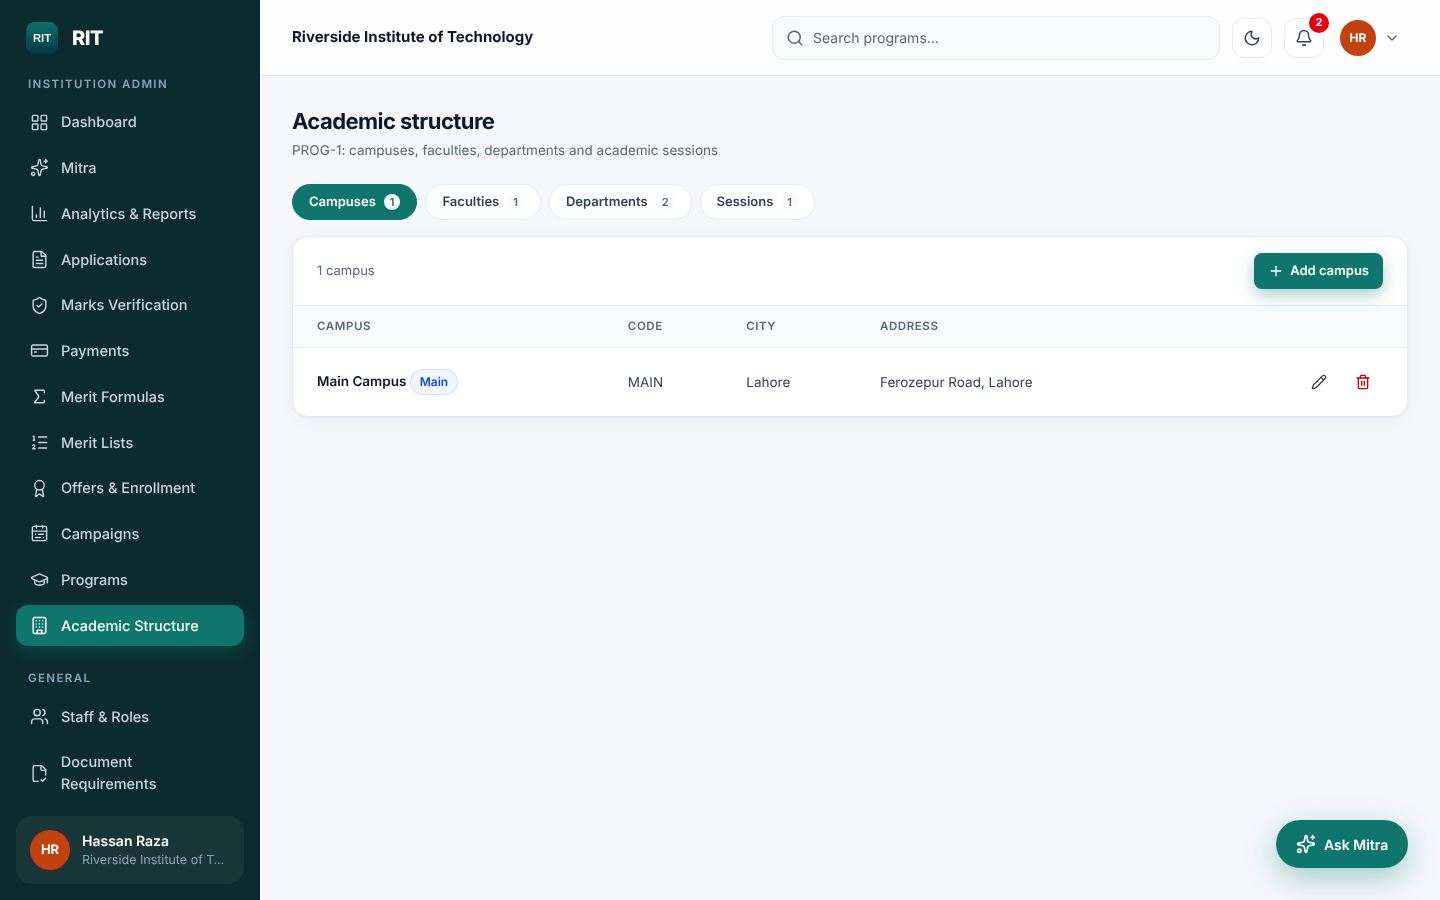 RIT RIT
INSTITUTION ADMIN
Dashboard
Mitra
Analytics & Reports
Applications
Marks Verification
Payments
Merit Formulas
Merit Lists
Offers & Enrollment
Campaigns
Programs
Academic Structure
GENERAL
Staff & Roles
Document
Requirements
HR
Hassan Raza
Riverside Institute of T...
Riverside Institute of Technology
Search programs...
2
HR
Academic structure
PROG-1: campuses, faculties, departments and academic sessions
Campuses 1 Faculties 1 Departments 2 Sessions 1
1 campus
Add campus
CAMPUS CODE CITY ADDRESS
Main Campus Main MAIN Lahore Ferozepur Road, Lahore
Ask Mitra